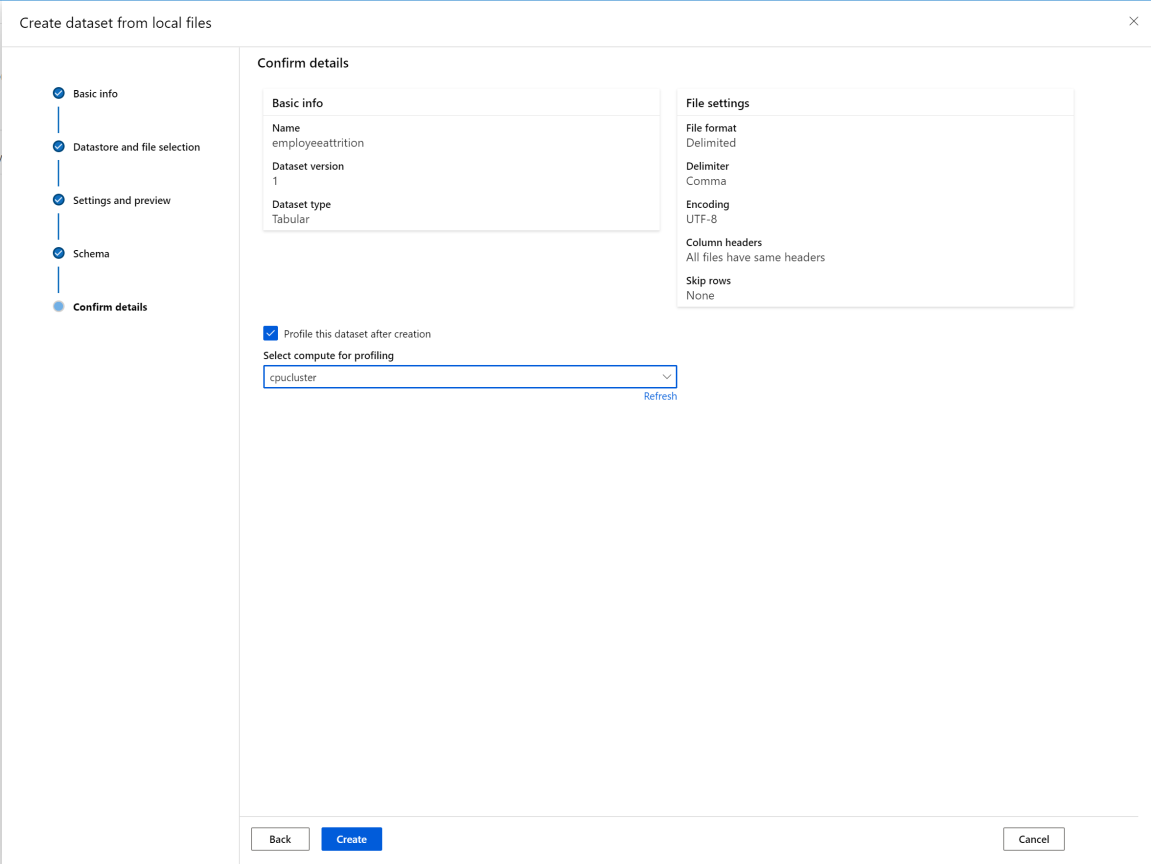 Create dataset from local files
Basic info
Datastore and file selection
Settings and preview
Schema
Confirm details
Confirm details
Basic info
Name
employeeattrition
Dataset version
1
Dataset type
Tabular
File settings
File format
Delimited
Delimiter
Comma
Encoding
UTF-8
Column headers
All files have same headers
Skip rows
None
Profile this dataset after creation
Select compute for profiling
cpucluster
Refresh
Back
Create
Cancel